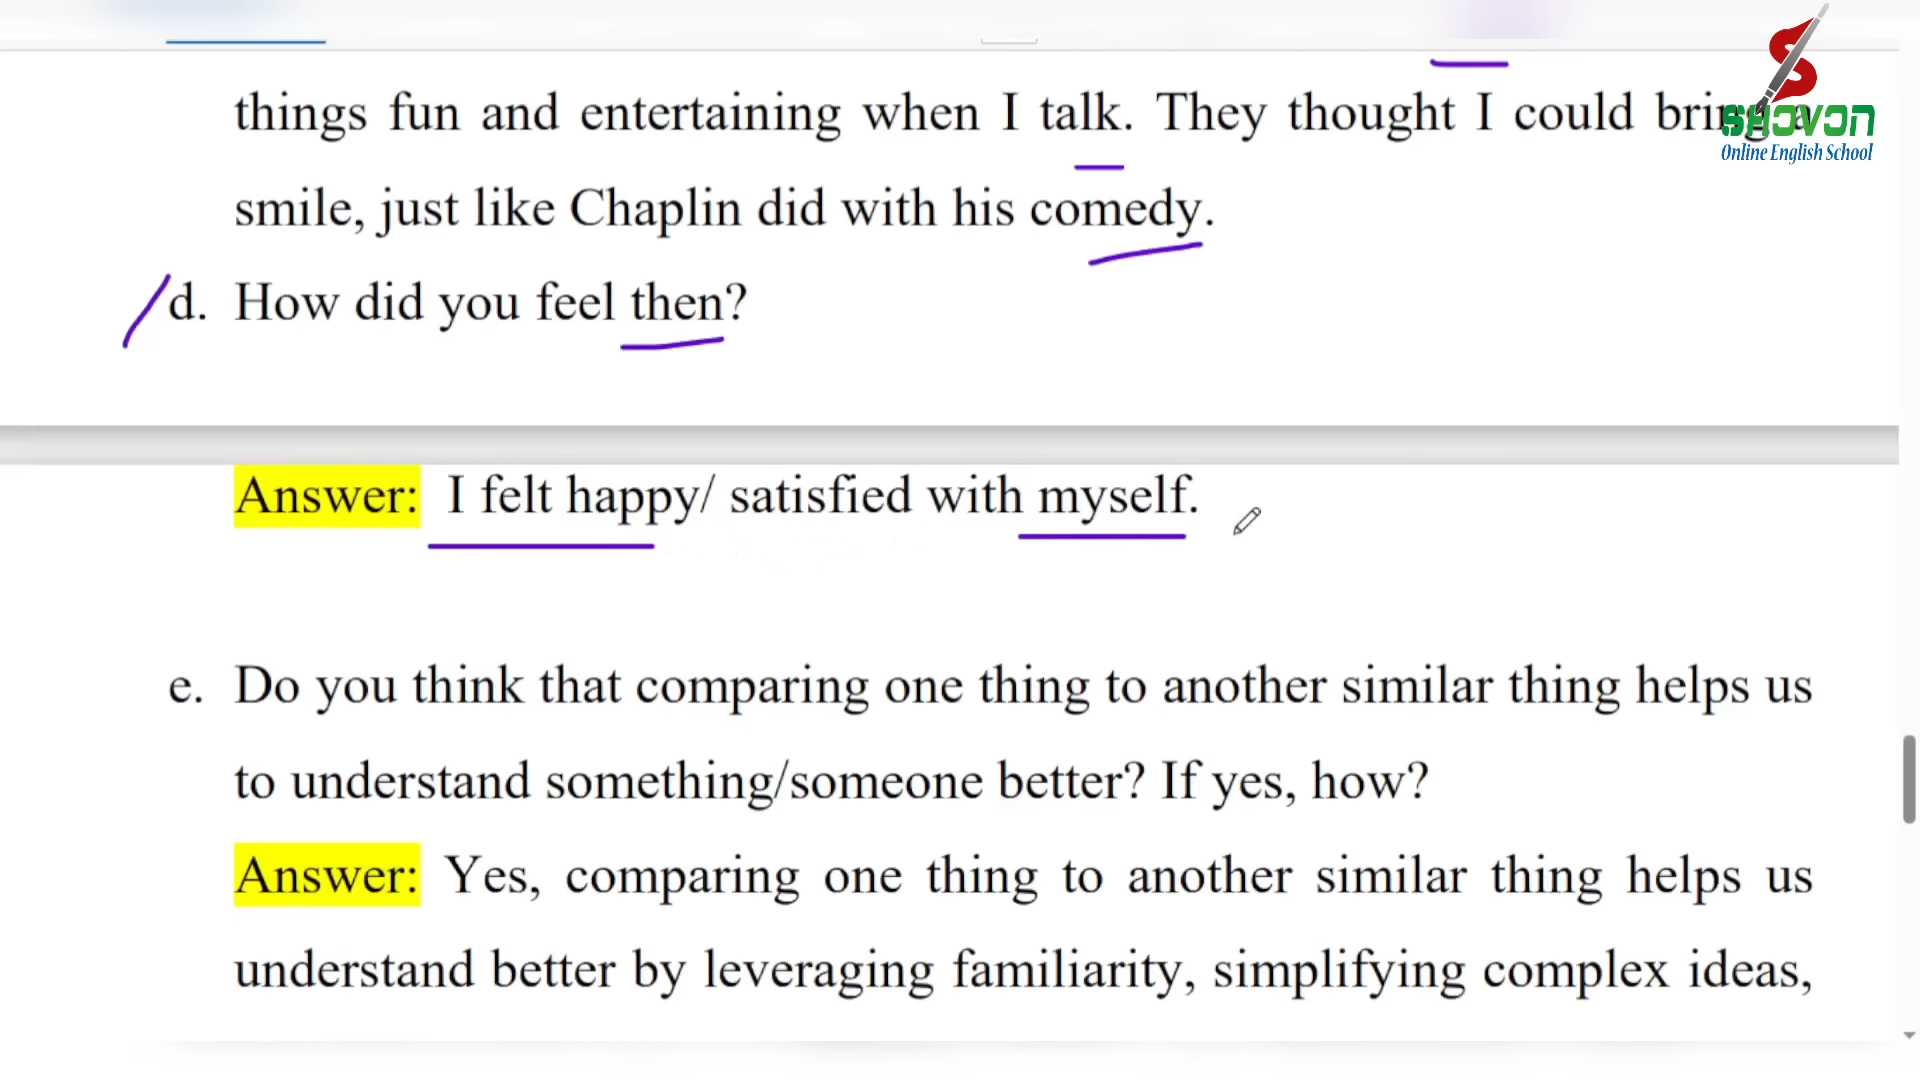 things fun and entertaining when I talk. They thought I could bring a
smile, just like Chaplin did with his comedy.
d. How did you feel then?
Answer: I felt happy/ satisfied with myself.
e. Do you think that comparing one thing to another similar thing helps us
to understand something/someone better? If yes, how?
Answer: Yes, comparing one thing to another similar thing helps us
understand better by leveraging familiarity, simplifying complex ideas,
S
SHOVON
Online English School